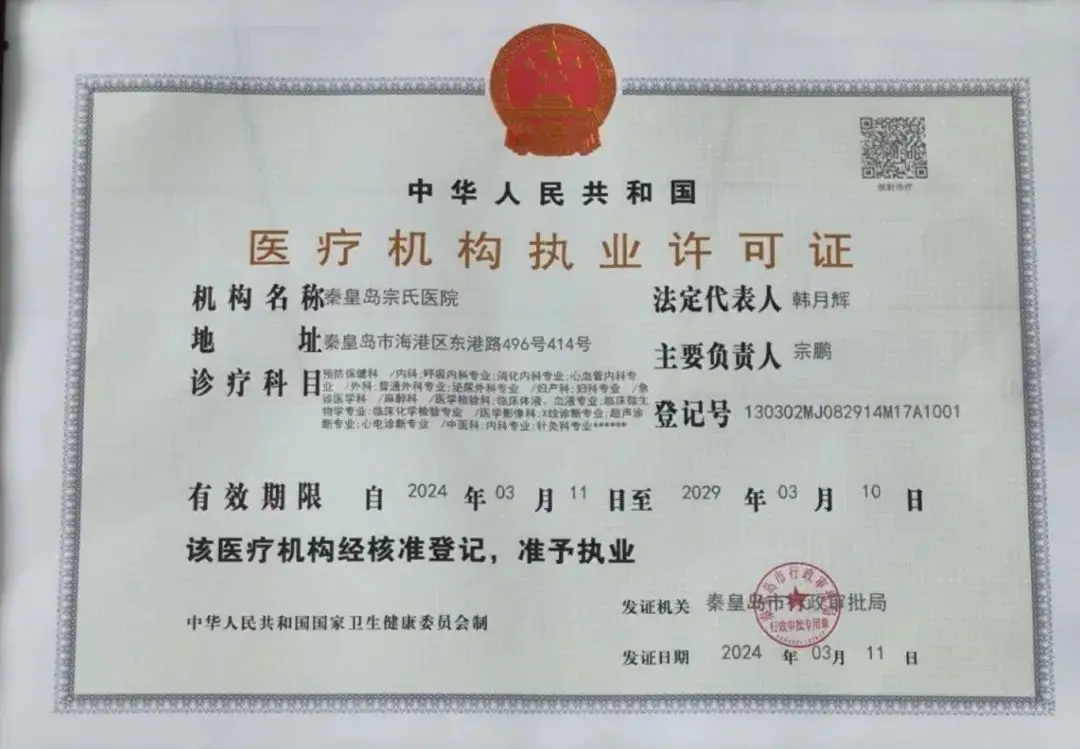 放射诊疗
中华人民共和国
医疗机构执业许可证
机构名称 秦皇岛宗氏医院
法定代表人 韩月辉
地址 秦皇岛市海港区东港路496号414号
主要负责人 宗鹏
诊疗科目 预防保健科 /内科;呼吸内科专业;消化内科专业;心血管内科专
业 /外科;普通外科专业;泌尿外科专业 /妇产科;妇科专业 /急
诊医学科 /麻醉科 /医学检验科;临床体液、血液专业;临床微生
物学专业;临床化学检验专业 /医学影像科;X线诊断专业;超声诊
断专业;心电诊断专业 /中医科;内科专业;针灸科专业******
登记号 130302MJ082914M17A1001
有效期限 自 2024 年 03 月 11 日至 2029 年 03 月 10 日
该医疗机构经核准登记，准予执业
中华人民共和国国家卫生健康委员会制
发证机关 秦皇岛市行政审批局
行政审批专用章
发证日期 2024 年 03 月 11 日